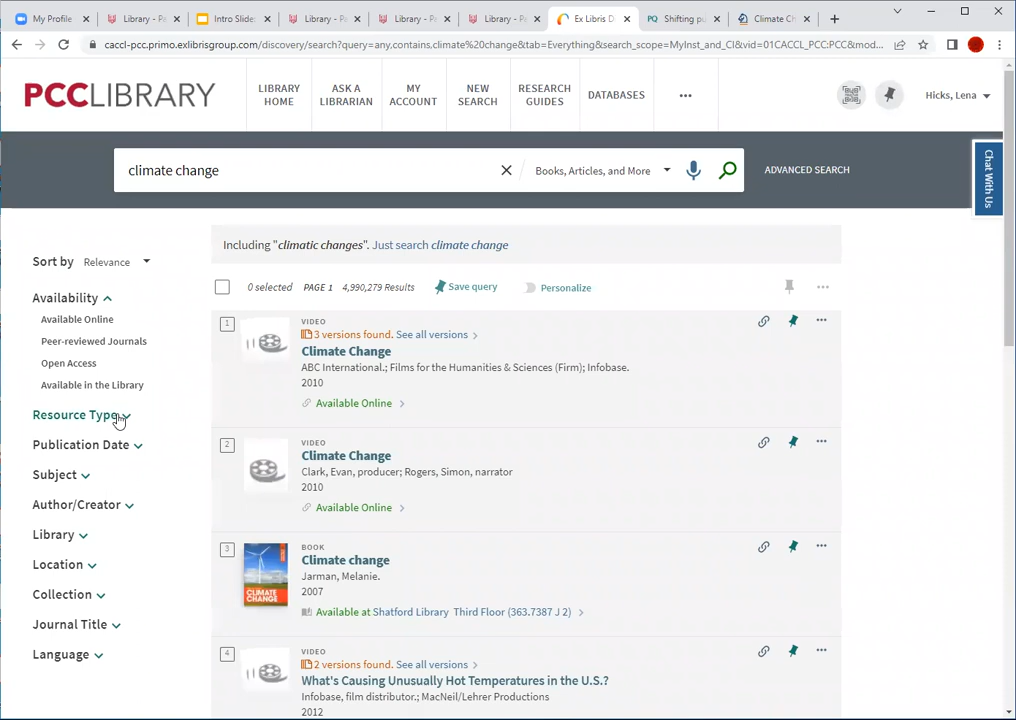 My Profile
Library - Pa
Intro Slides
Library - Pa
Library - Pa
Library - Pa
Ex Libris D
PQ Shifting pu
Climate Ch
caccl-pcc.primo.exlibrisgroup.com/discovery/search?query=any,contains,climate%20change&tab=Everything&search_scope=MyInst_and_CI&vid=01CACCL_PCC:PCC&mod...
PCCLIBRARY
LIBRARY HOME
ASK A LIBRARIAN
MY ACCOUNT
NEW SEARCH
RESEARCH GUIDES
DATABASES
Hicks, Lena
climate change
Books, Articles, and More
ADVANCED SEARCH
Chat With Us
Including "climatic changes". Just search climate change
Sort by Relevance
0 selected PAGE 1 4,990,279 Results Save query Personalize
Availability
Available Online
Peer-reviewed Journals
Open Access
Available in the Library
Resource Type
Publication Date
Subject
Author/Creator
Library
Location
Collection
Journal Title
Language
1
VIDEO
3 versions found. See all versions
Climate Change
ABC International.; Films for the Humanities & Sciences (Firm); Infobase.
2010
Available Online
2
VIDEO
Climate Change
Clark, Evan, producer; Rogers, Simon, narrator
2010
Available Online
3
CLIMATE
CHANGE
BOOK
Climate change
Jarman, Melanie.
2007
Available at Shatford Library Third Floor (363.7387 J 2)
4
VIDEO
2 versions found. See all versions
What's Causing Unusually Hot Temperatures in the U.S.?
Infobase, film distributor.; MacNeil/Lehrer Productions
2012